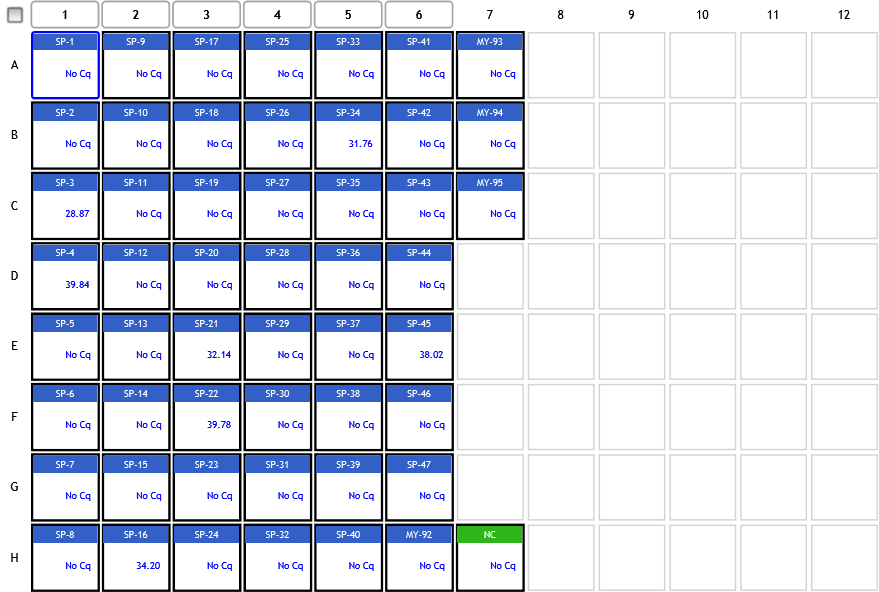 1 2 3 4 5 6 7 8 9 10 11 12
SP-1 SP-9 SP-17 SP-25 SP-33 SP-41 MY-93
A
No Cq No Cq No Cq No Cq No Cq No Cq No Cq
SP-2 SP-10 SP-18 SP-26 SP-34 SP-42 MY-94
B
No Cq No Cq No Cq No Cq 31.76 No Cq No Cq
SP-3 SP-11 SP-19 SP-27 SP-35 SP-43 MY-95
C
28.87 No Cq No Cq No Cq No Cq No Cq No Cq
SP-4 SP-12 SP-20 SP-28 SP-36 SP-44
D
39.84 No Cq No Cq No Cq No Cq No Cq
SP-5 SP-13 SP-21 SP-29 SP-37 SP-45
E
No Cq No Cq 32.14 No Cq No Cq 38.02
SP-6 SP-14 SP-22 SP-30 SP-38 SP-46
F
No Cq No Cq 39.78 No Cq No Cq No Cq
SP-7 SP-15 SP-23 SP-31 SP-39 SP-47
G
No Cq No Cq No Cq No Cq No Cq No Cq
SP-8 SP-16 SP-24 SP-32 SP-40 MY-92 NC
H
No Cq 34.20 No Cq No Cq No Cq No Cq No Cq